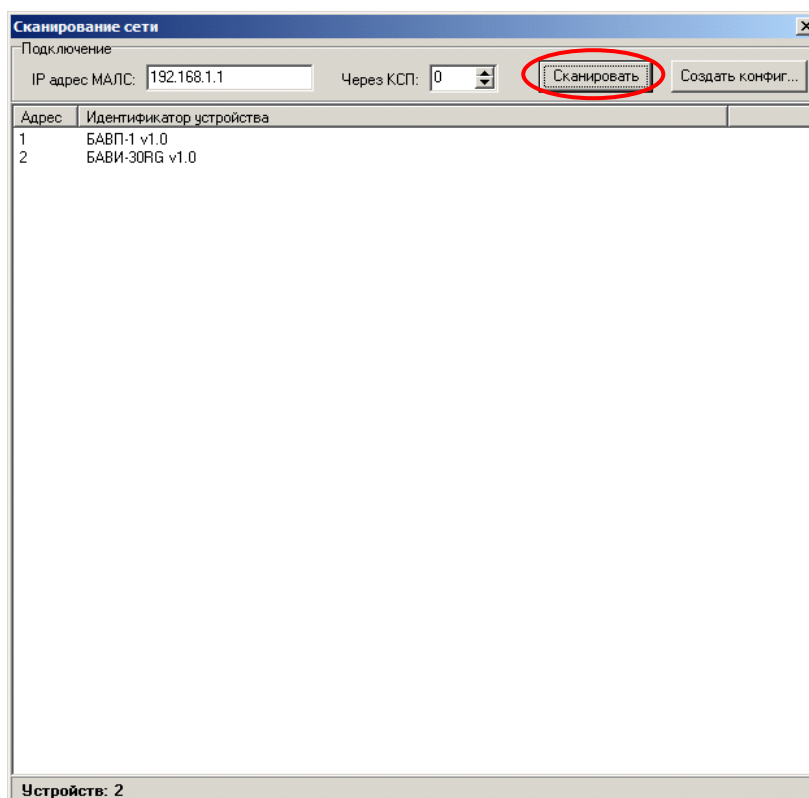 Сканирование сети
Подключение
IP адрес МАЛС: 192.168.1.1 Через КСП: 0 Сканировать Создать конфиг...
Адрес Идентификатор устройства
1 БАВП-1 v1.0
2 БАВИ-30RG v1.0
Устройств: 2